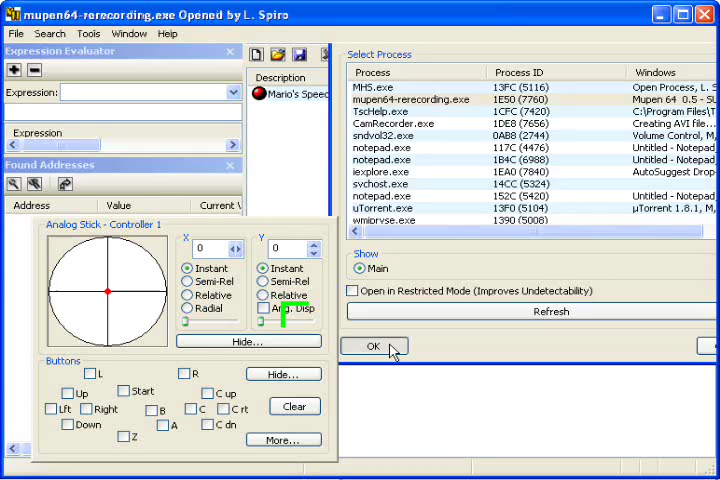 mupen64-rerecording.exe Opened by L. Spiro
File Search Tools Window Help
Expression Evaluator
Expression:
Expression
Found Addresses
Address Value Current
Description
Mario's Speed
Select Process
Process Process ID Windows
MHS.exe 13FC (5116) Open Process, L. 
mupen64-rerecording.exe 1E50 (7760) Mupen 64 0.5 - SU
TscHelp.exe 1CFC (7420) C:\Program Files\T
CamRecorder.exe 1DE8 (7656) Creating AVI file...
sndvol32.exe 0AB8 (2744) Volume Control, M
notepad.exe 117C (4476) Untitled - Notepad
notepad.exe 1B4C (6988) Untitled - Notepad
iexplore.exe 1EA0 (7840) AutoSuggest Drop
svchost.exe 14CC (5324)
notepad.exe 152C (5420) Untitled - Notepad
uTorrent.exe 13F0 (5104) µTorrent 1.8.1, M
wmiprvse.exe 1390 (5008)
Show
Main
Open in Restricted Mode (Improves Undetectability)
Refresh
OK
Analog Stick - Controller 1
X Y
0 0
Instant Instant
Semi-Rel Semi-Rel
Relative Relative
Radial Ang. Disp
Hide...
Buttons
L R Hide...
Up Start C up
Lft Right B C C rt Clear
Down A C dn
Z More...